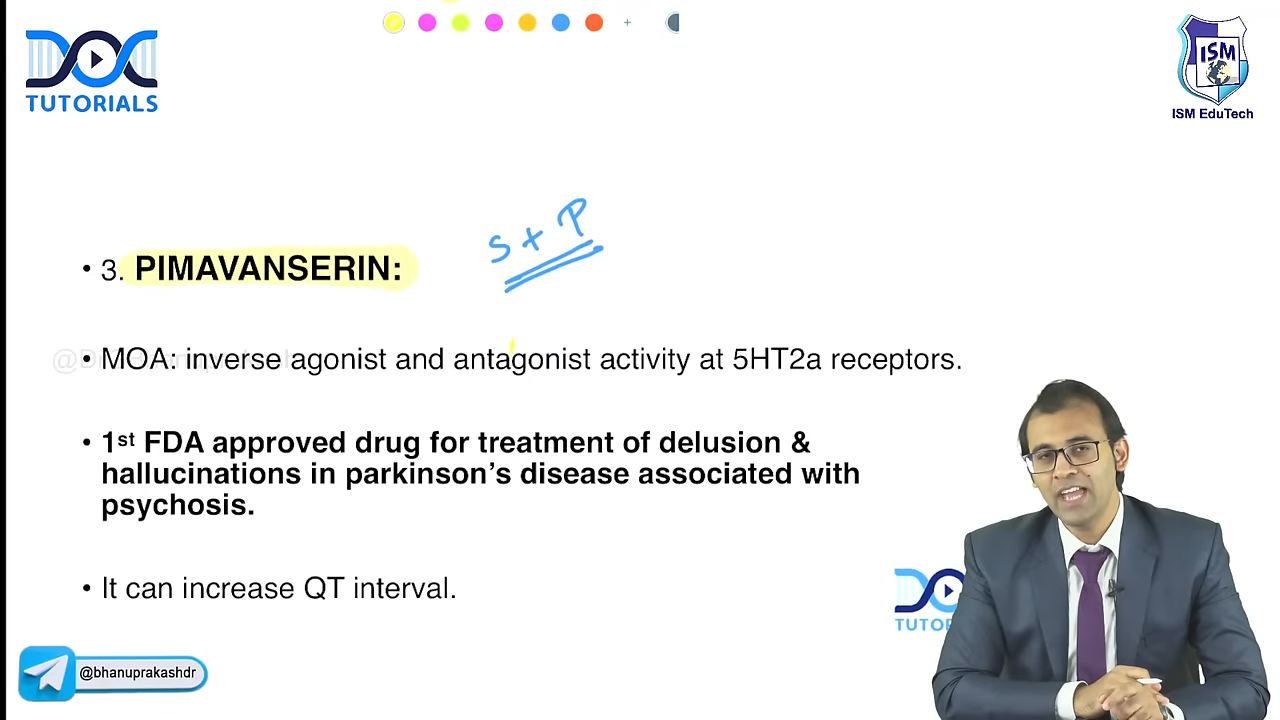 DOC
TUTORIALS
ISM
ISM EduTech
S + P
• 3. PIMAVANSERIN:
• MOA: inverse agonist and antagonist activity at 5HT2a receptors.
• 1st FDA approved drug for treatment of delusion &
hallucinations in parkinson's disease associated with
psychosis.
• It can increase QT interval.
TUTO
@bhanuprakashdr